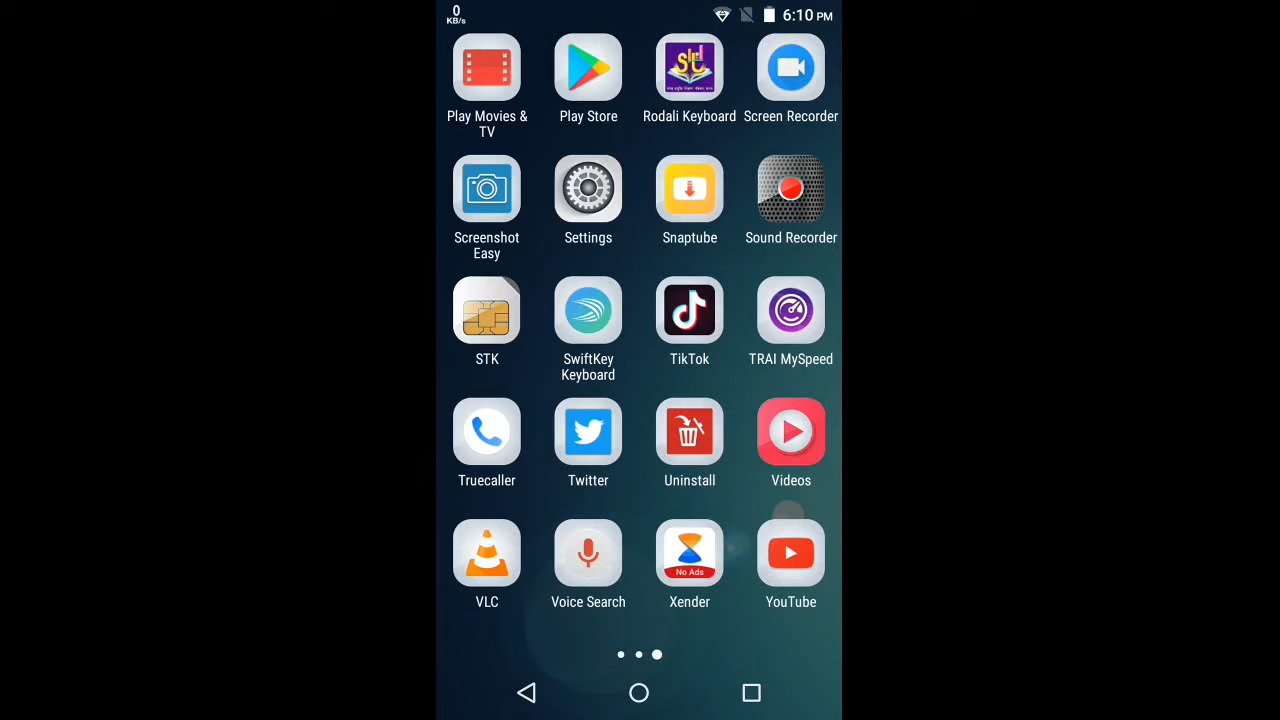 0
KB/s
6:10 PM
Play Movies &
TV
Play Store
Rodali Keyboard
Screen Recorder
Screenshot
Easy
Settings
Snaptube
Sound Recorder
STK
SwiftKey
Keyboard
TikTok
TRAI MySpeed
Truecaller
Twitter
Uninstall
Videos
No Ads
VLC
Voice Search
Xender
YouTube